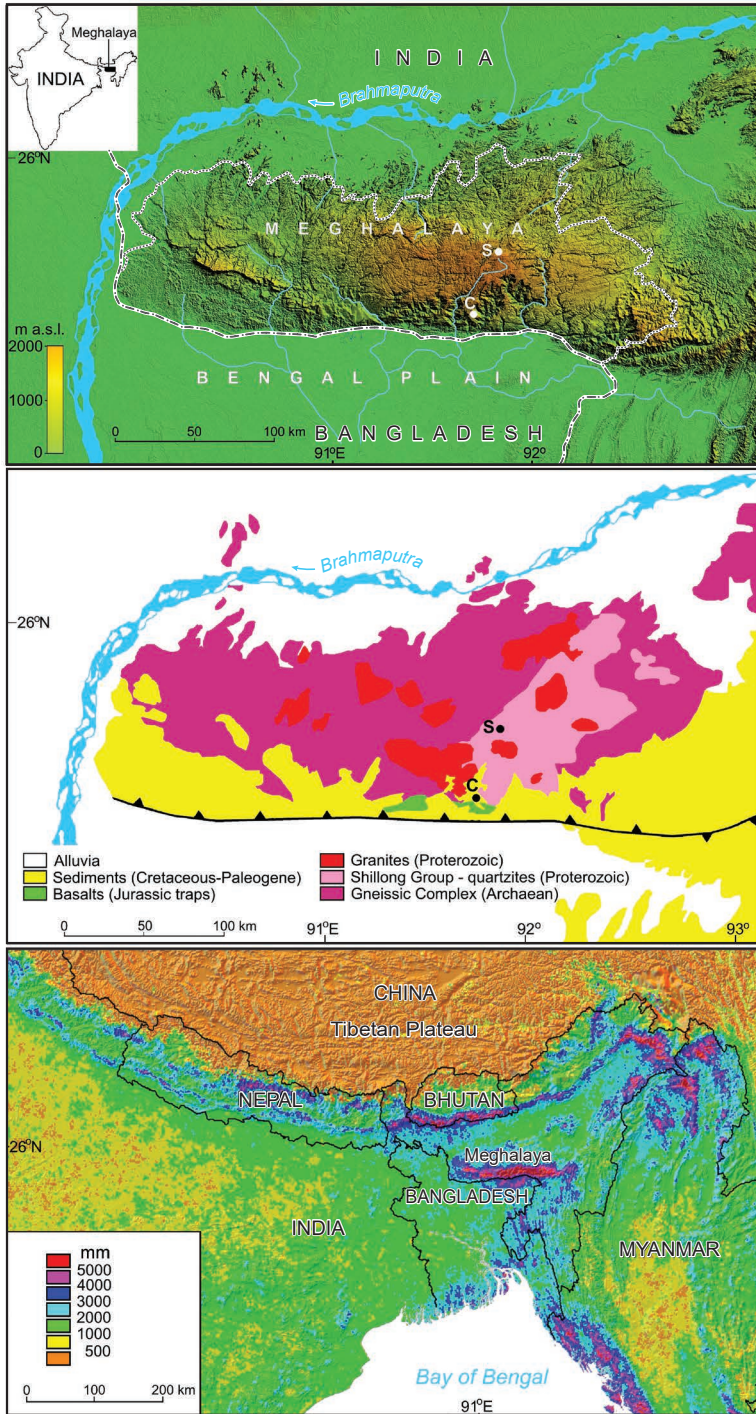 Meghalaya
INDIA
INDIA
Brahmaputra
26°N
MEGHALAYA
S
C
m a.s.l.
2000
1000
0
BENGAL PLAIN
0 50 100 km
BANGLADESH
91°E
92°
Brahmaputra
26°N
S
C
Alluvia
Sediments (Cretaceous-Paleogene)
Basalts (Jurassic traps)
Granites (Proterozoic)
Shillong Group - quartzites (Proterozoic)
Gneissic Complex (Archaean)
0 50 100 km
91°E
92°
93°
CHINA
Tibetan Plateau
NEPAL
BHUTAN
26°N
Meghalaya
BANGLADESH
INDIA
MYANMAR
mm
5000
4000
3000
2000
1000
500
0 100 200 km
Bay of Bengal
91°E